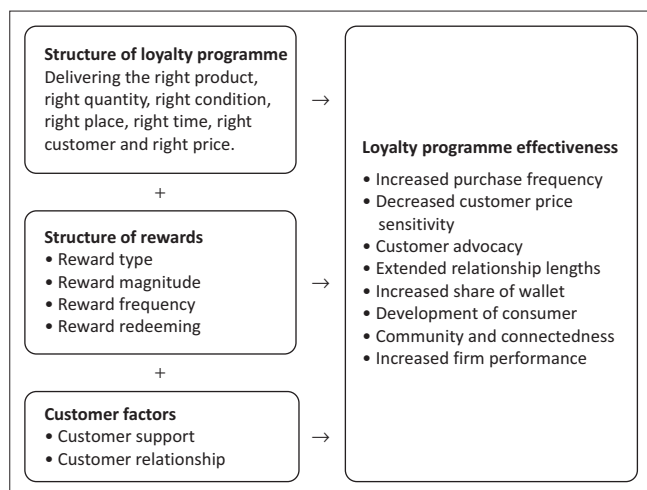 Structure of loyalty programme
Delivering the right product,
right quantity, right condition,
right place, right time, right
customer and right price.
→
+
Structure of rewards
• Reward type
• Reward magnitude
• Reward frequency
• Reward redeeming
→
+
Customer factors
• Customer support
• Customer relationship
→
Loyalty programme effectiveness
• Increased purchase frequency
• Decreased customer price
sensitivity
• Customer advocacy
• Extended relationship lengths
• Increased share of wallet
• Development of consumer
• Community and connectedness
• Increased firm performance